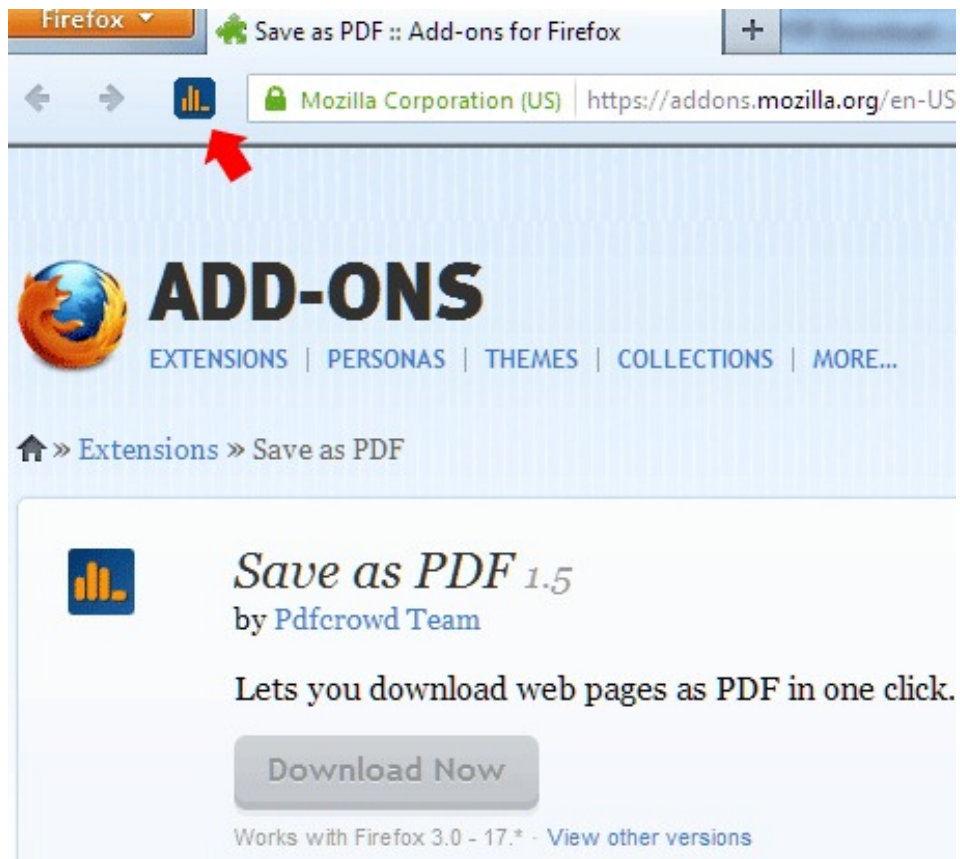 Firefox
Save as PDF :: Add-ons for Firefox
+
Mozilla Corporation (US) https://addons.mozilla.org/en-US
ADD-ONS
EXTENSIONS | PERSONAS | THEMES | COLLECTIONS | MORE...
» Extensions » Save as PDF
Save as PDF 1.5
by Pdfcrowd Team
Lets you download web pages as PDF in one click.
Download Now
Works with Firefox 3.0 - 17.* · View other versions